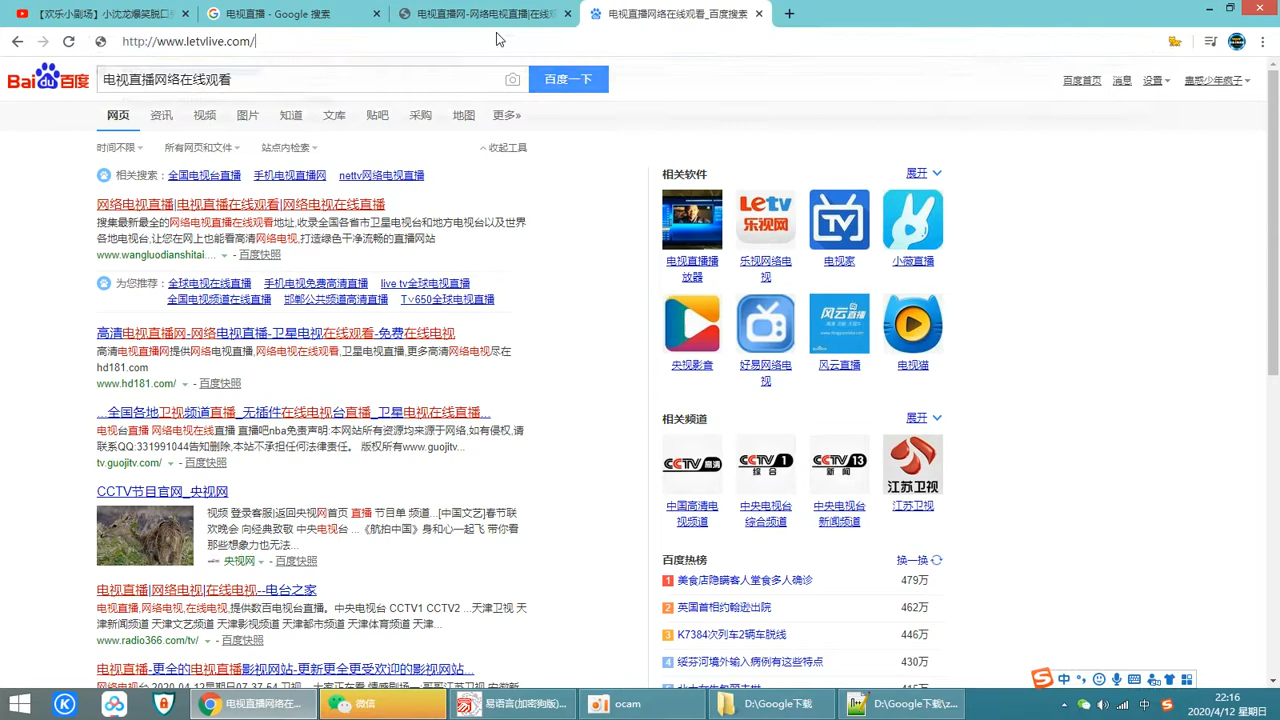 【欢乐小剧场】小沈龙爆笑脱口
电视直播 - Google 搜索
电视直播网-网络电视直播|在线观
电视直播网络在线观看_百度搜索
http://www.letvlive.com/
Bai 百度
电视直播网络在线观看
百度一下
百度首页 消息 设置 蛊惑少年疯子
网页 资讯 视频 图片 知道 文库 贴吧 采购 地图 更多»
时间不限 所有网页和文件 站点内检索 收起工具
相关搜索: 全国电视台直播 手机电视直播网 nettv网络电视直播
网络电视直播|电视直播在线观看|网络电视在线直播
搜集最新最全的网络电视直播在线观看地址,收录全国各省市卫星电视台和地方电视台以及世界
各地电视台,让您在网上也能看高清网络电视,打造绿色干净流畅的直播网站
www.wangluodianshitai.... - 百度快照
为您推荐: 全球电视在线直播 手机电视免费高清直播 live tv全球电视直播
全国电视频道在线直播 邯郸公共频道高清直播 Tv650全球电视直播
高清电视直播网-网络电视直播-卫星电视在线观看-免费在线电视
高清电视直播网提供网络电视直播,网络电视在线观看,卫星电视直播,更多高清网络电视尽在
hd181.com
www.hd181.com/ - 百度快照
...全国各地卫视频道直播_无插件在线电视台直播_卫星电视在线直播...
电视台直播 网络电视在线直播 直播吧nba免责声明:本网站所有资源均来源于网络,如有侵权,请
联系QQ:331991044告知删除,本站不承担任何法律责任。 版权所有www.guojitv...
tv.guojitv.com/ - 百度快照
CCTV节目官网_央视网
登录客服|返回央视网首页 直播 节目单 频道...[中国文艺]春节联
欢晚会 向经典致敬 中央电视台 ...《航拍中国》身和心一起飞 带你看
那些想象力也无法...
央视网 - 百度快照
电视直播|网络电视|在线电视--电台之家
电视直播,网络电视,在线电视,提供数百电视台直播。中央电视台 CCTV1 CCTV2 ...天津卫视 天
津新闻频道 天津文艺频道 天津影视频道 天津都市频道 天津体育频道 天津...
www.radio366.com/tv/ - 百度快照
电视直播-更全的电视直播影视网站-更新更全更受欢迎的影视网站...
相关软件 展开
Letv
乐视网
TV
电视直播播
放器
乐视网络电
视
电视家
小薇直播
风云直播
央视影音
好易网络电
视
风云直播
电视猫
相关频道 展开
CCTV 高清
CCTV 1 综合
CCTV 13 新闻
江苏卫视
中国高清电
视频道
中央电视台
综合频道
中央电视台
新闻频道
江苏卫视
百度热榜 换一换
1 美食店隐瞒客人堂食多人确诊 479万
2 英国首相约翰逊出院 462万
3 K7384次列车2辆车脱线 446万
4 绥芬河境外输入病例有这些特点 430万
中
电视直播网络在...
微信
易语言(加密狗版)...
ocam
D:\Google下载
D:\Google下载\z...
中
22:16
2020/4/12 星期日